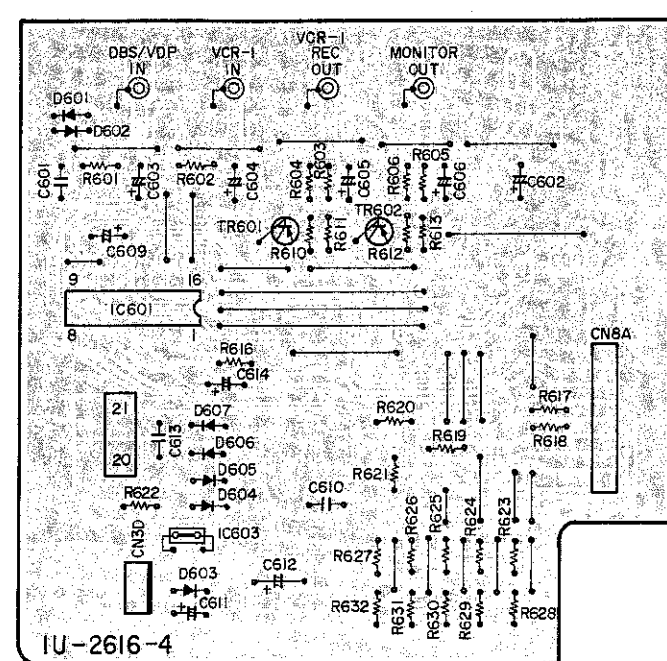 DBS/VDP
IN
VCR-1
IN
VCR-1
REC
OUT
MONITOR
OUT
D601
D602
C601
R601
C603
R602
C604
R604
R603
C605
R606
R605
C606
C602
TR601
R610
R611
TR602
R612
R613
C609
9
16
IC601
8
1
R616
C614
CN8A
R617
R618
R620
R619
21
20
C613
D607
D606
D605
D604
R622
R621
C610
R626
R625
R624
R623
CN3D
IC603
D603
C611
C612
R627
R632
R631
R630
R629
R628
1U-2616-4